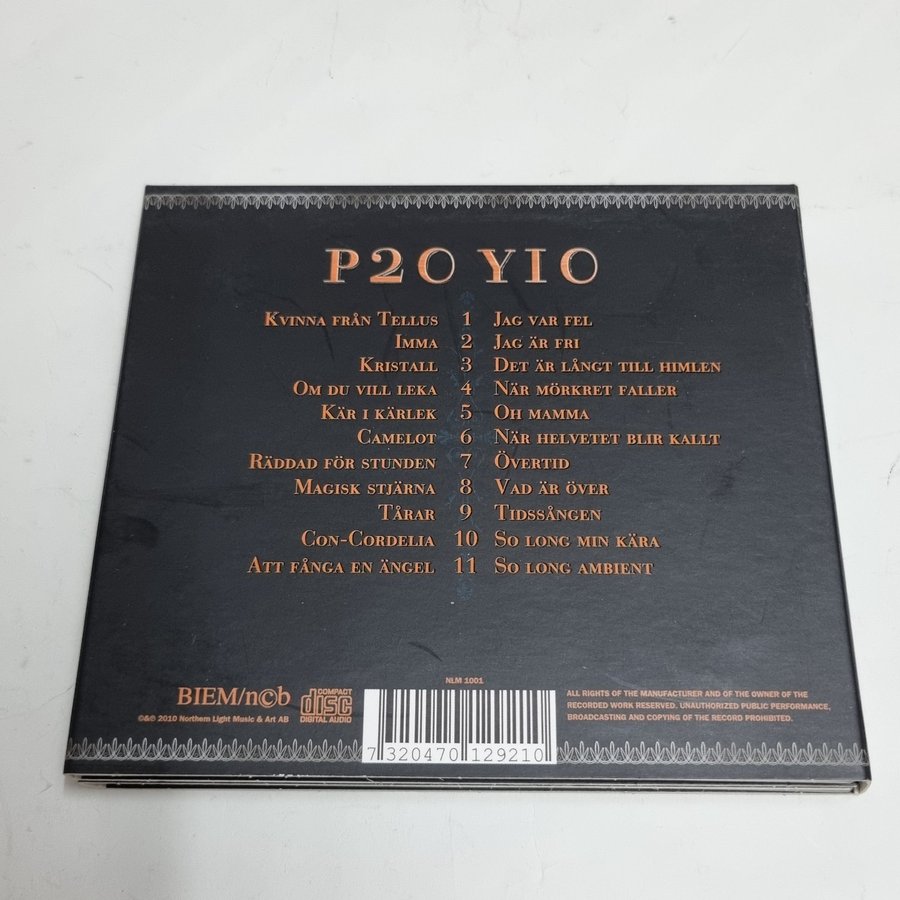 P2O YIO
KVINNA FRÅN TELLUS 1 JAG VAR FEL
IMMA 2 JAG ÄR FRI
KRISTALL 3 DET ÄR LÅNGT TILL HIMLEN
OM DU VILL LEKA 4 NÄR MÖRKRET FALLER
KÄR I KÄRLEK 5 OH MAMMA
CAMELOT 6 NÄR HELVETET BLIR KALLT
RÄDDAD FÖR STUNDEN 7 ÖVERTID
MAGISK STJÄRNA 8 VAD ÄR ÖVER
TÅRAR 9 TIDSSÅNGEN
CON-CORDELIA 10 SO LONG MIN KÄRA
ATT FÅNGA EN ÄNGEL 11 SO LONG AMBIENT
NLM 1001
BIEM/n©b
COMPACT
disc
DIGITAL AUDIO
©&℗ 2010 Northern Light Music & Art AB
7 320470 129210
ALL RIGHTS OF THE MANUFACTURER AND OF THE OWNER OF THE
RECORDED WORK RESERVED. UNAUTHORIZED PUBLIC PERFORMANCE,
BROADCASTING AND COPYING OF THE RECORD PROHIBITED.